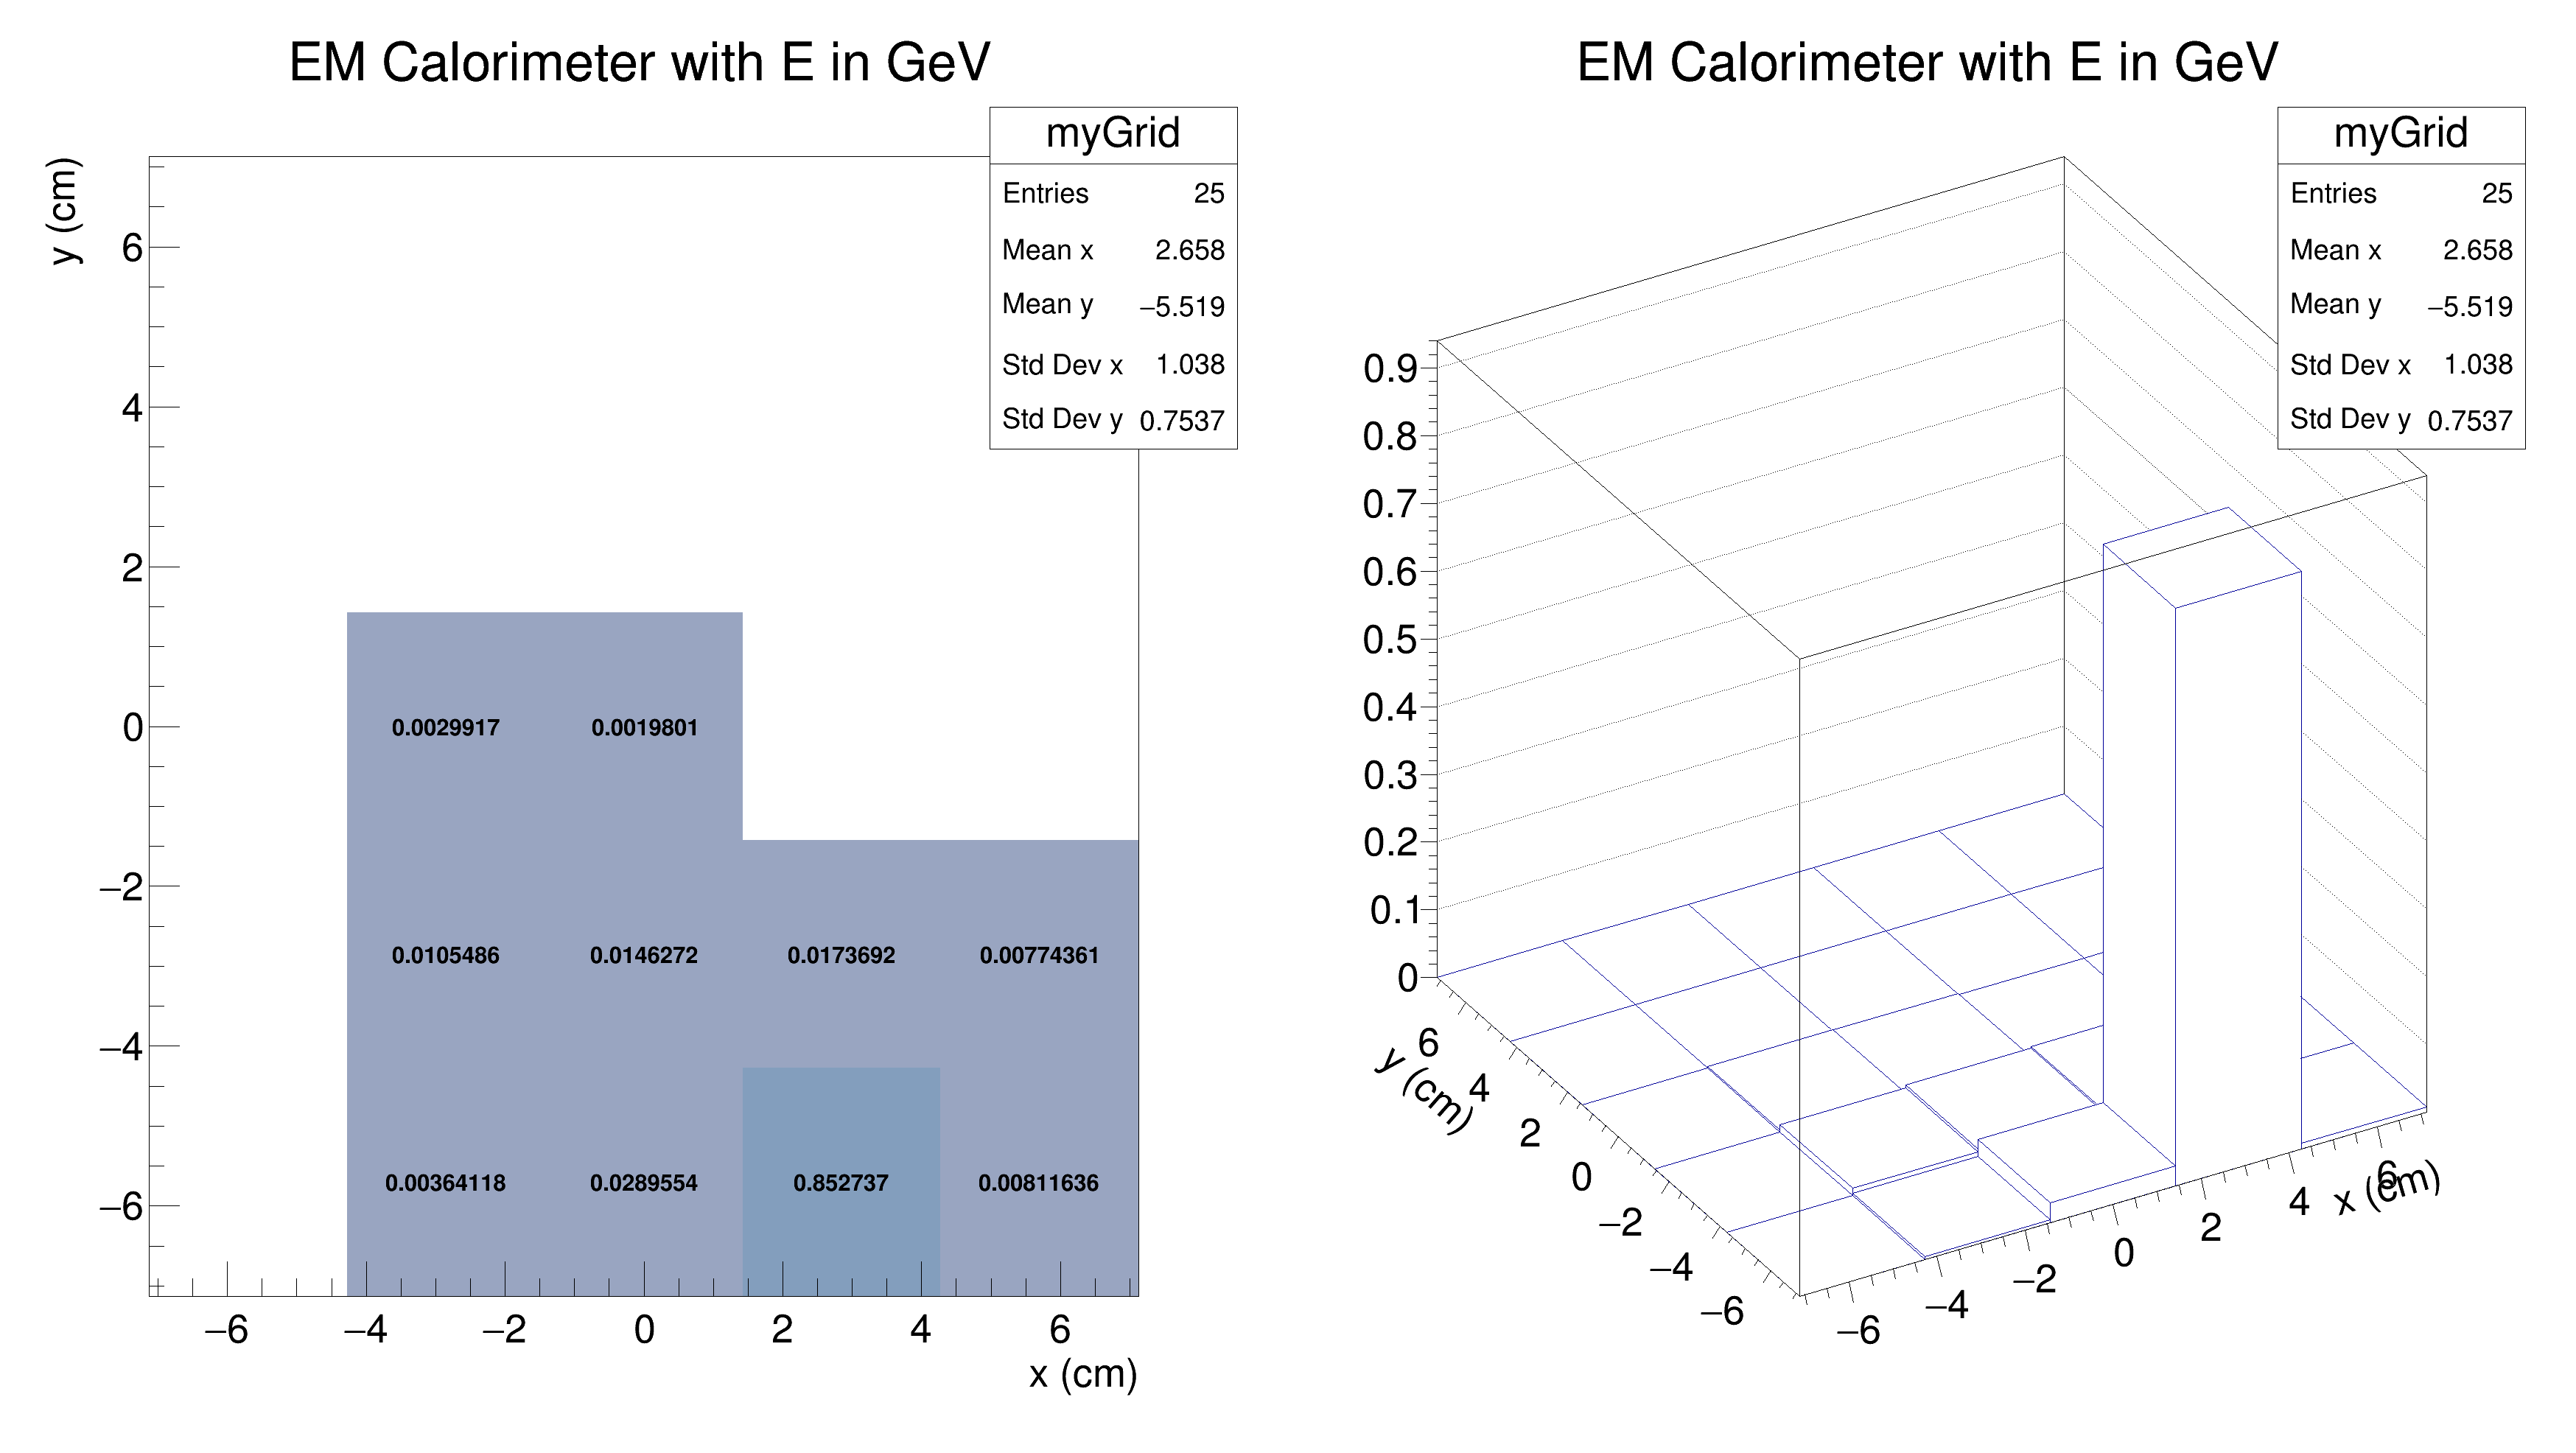 EM Calorimeter with E in GeV
myGrid
Entries 25
Mean x 2.658
Mean y −5.519
Std Dev x 1.038
Std Dev y 0.7537
y (cm)
6
4
2
0
−2
−4
−6
0.0029917 0.0019801
0.0105486 0.0146272 0.0173692 0.00774361
0.00364118 0.0289554 0.852737 0.00811636
−6 −4 −2 0 2 4 6
x (cm)
EM Calorimeter with E in GeV
myGrid
Entries 25
Mean x 2.658
Mean y −5.519
Std Dev x 1.038
Std Dev y 0.7537
0.9
0.8
0.7
0.6
0.5
0.4
0.3
0.2
0.1
0
y (cm)
6
4
2
0
−2
−4
−6
−6
−4
−2
0
2
4
6
x (cm)